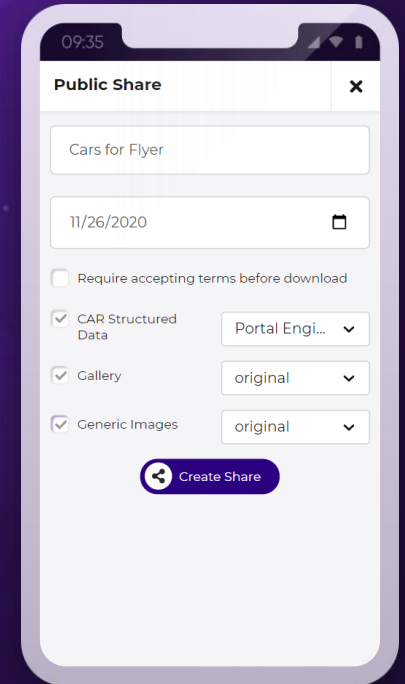 09:35
Public Share
Cars for Flyer
11/26/2020
Require accepting terms before download
CAR Structured
Data
Portal Engi...
Gallery
original
Generic Images
original
Create Share